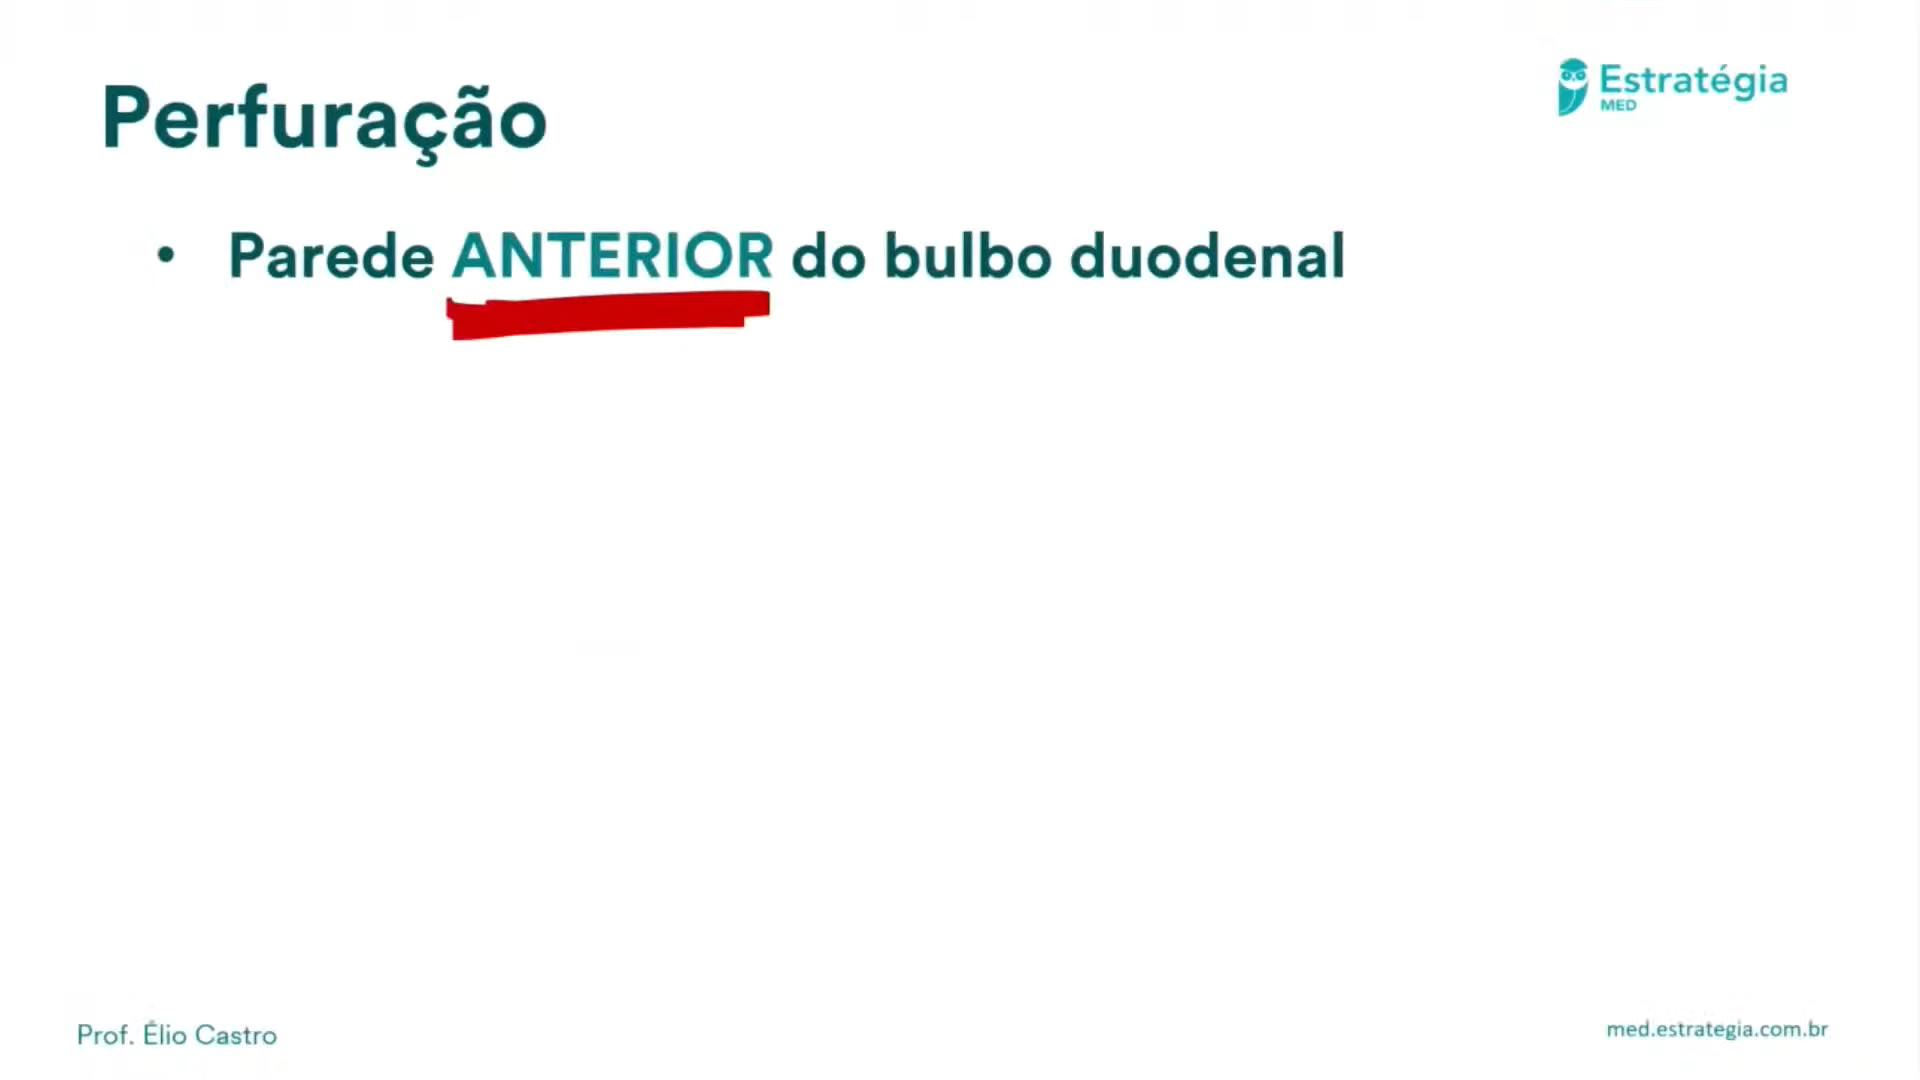 Estratégia
MED
Perfuração
• Parede ANTERIOR do bulbo duodenal
Prof. Élio Castro
med.estrategia.com.br